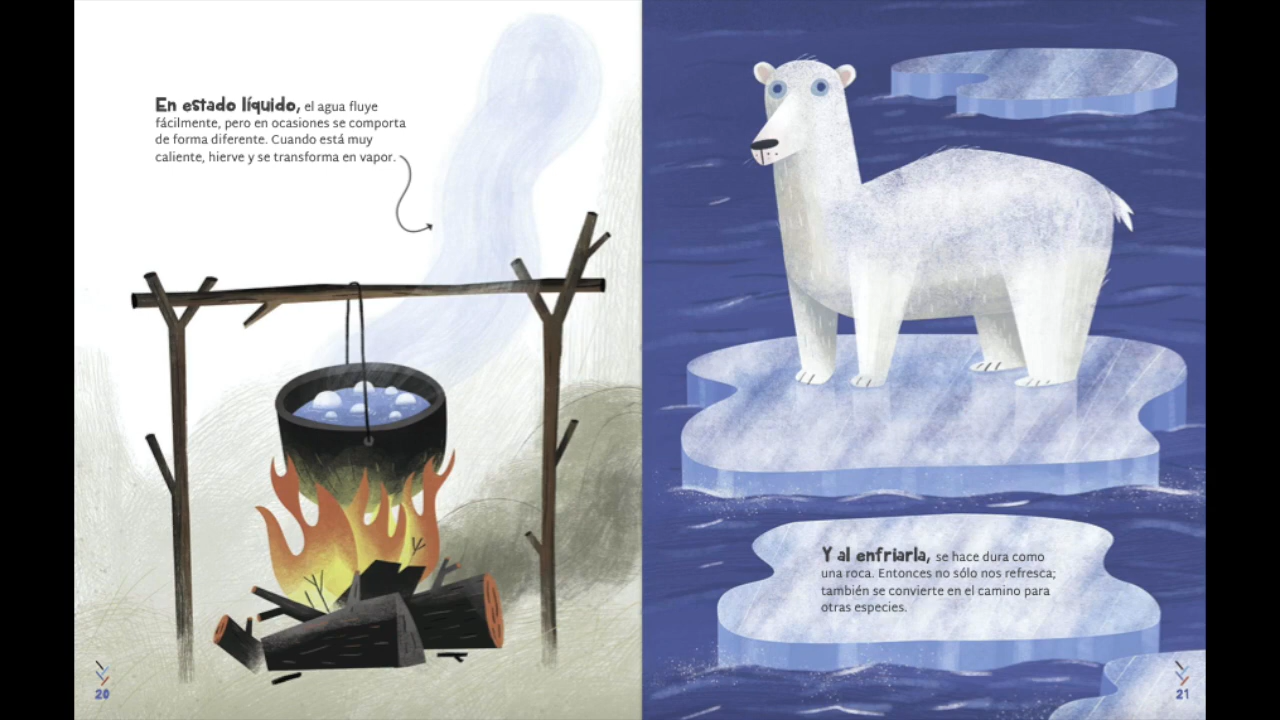 En estado líquido, el agua fluye
fácilmente, pero en ocasiones se comporta
de forma diferente. Cuando está muy
caliente, hierve y se transforma en vapor.
20
Y al enfriarla, se hace dura como
una roca. Entonces no sólo nos refresca;
también se convierte en el camino para
otras especies.
21